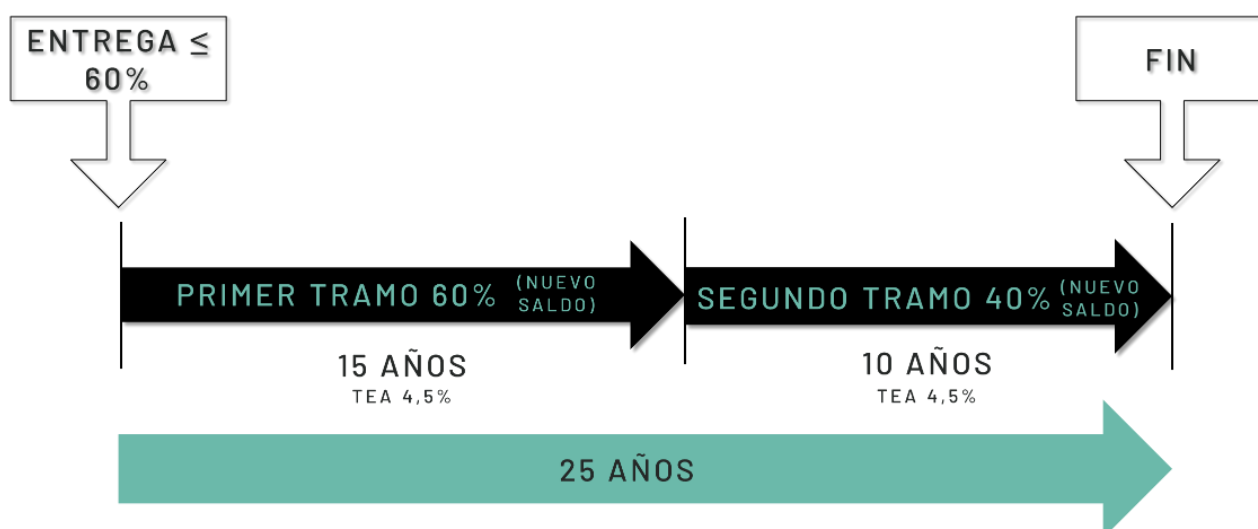 ENTREGA ≤
60%
FIN
PRIMER TRAMO 60% (NUEVO
SALDO)
SEGUNDO TRAMO 40% (NUEVO
SALDO)
15 AÑOS
TEA 4,5%
10 AÑOS
TEA 4,5%
25 AÑOS